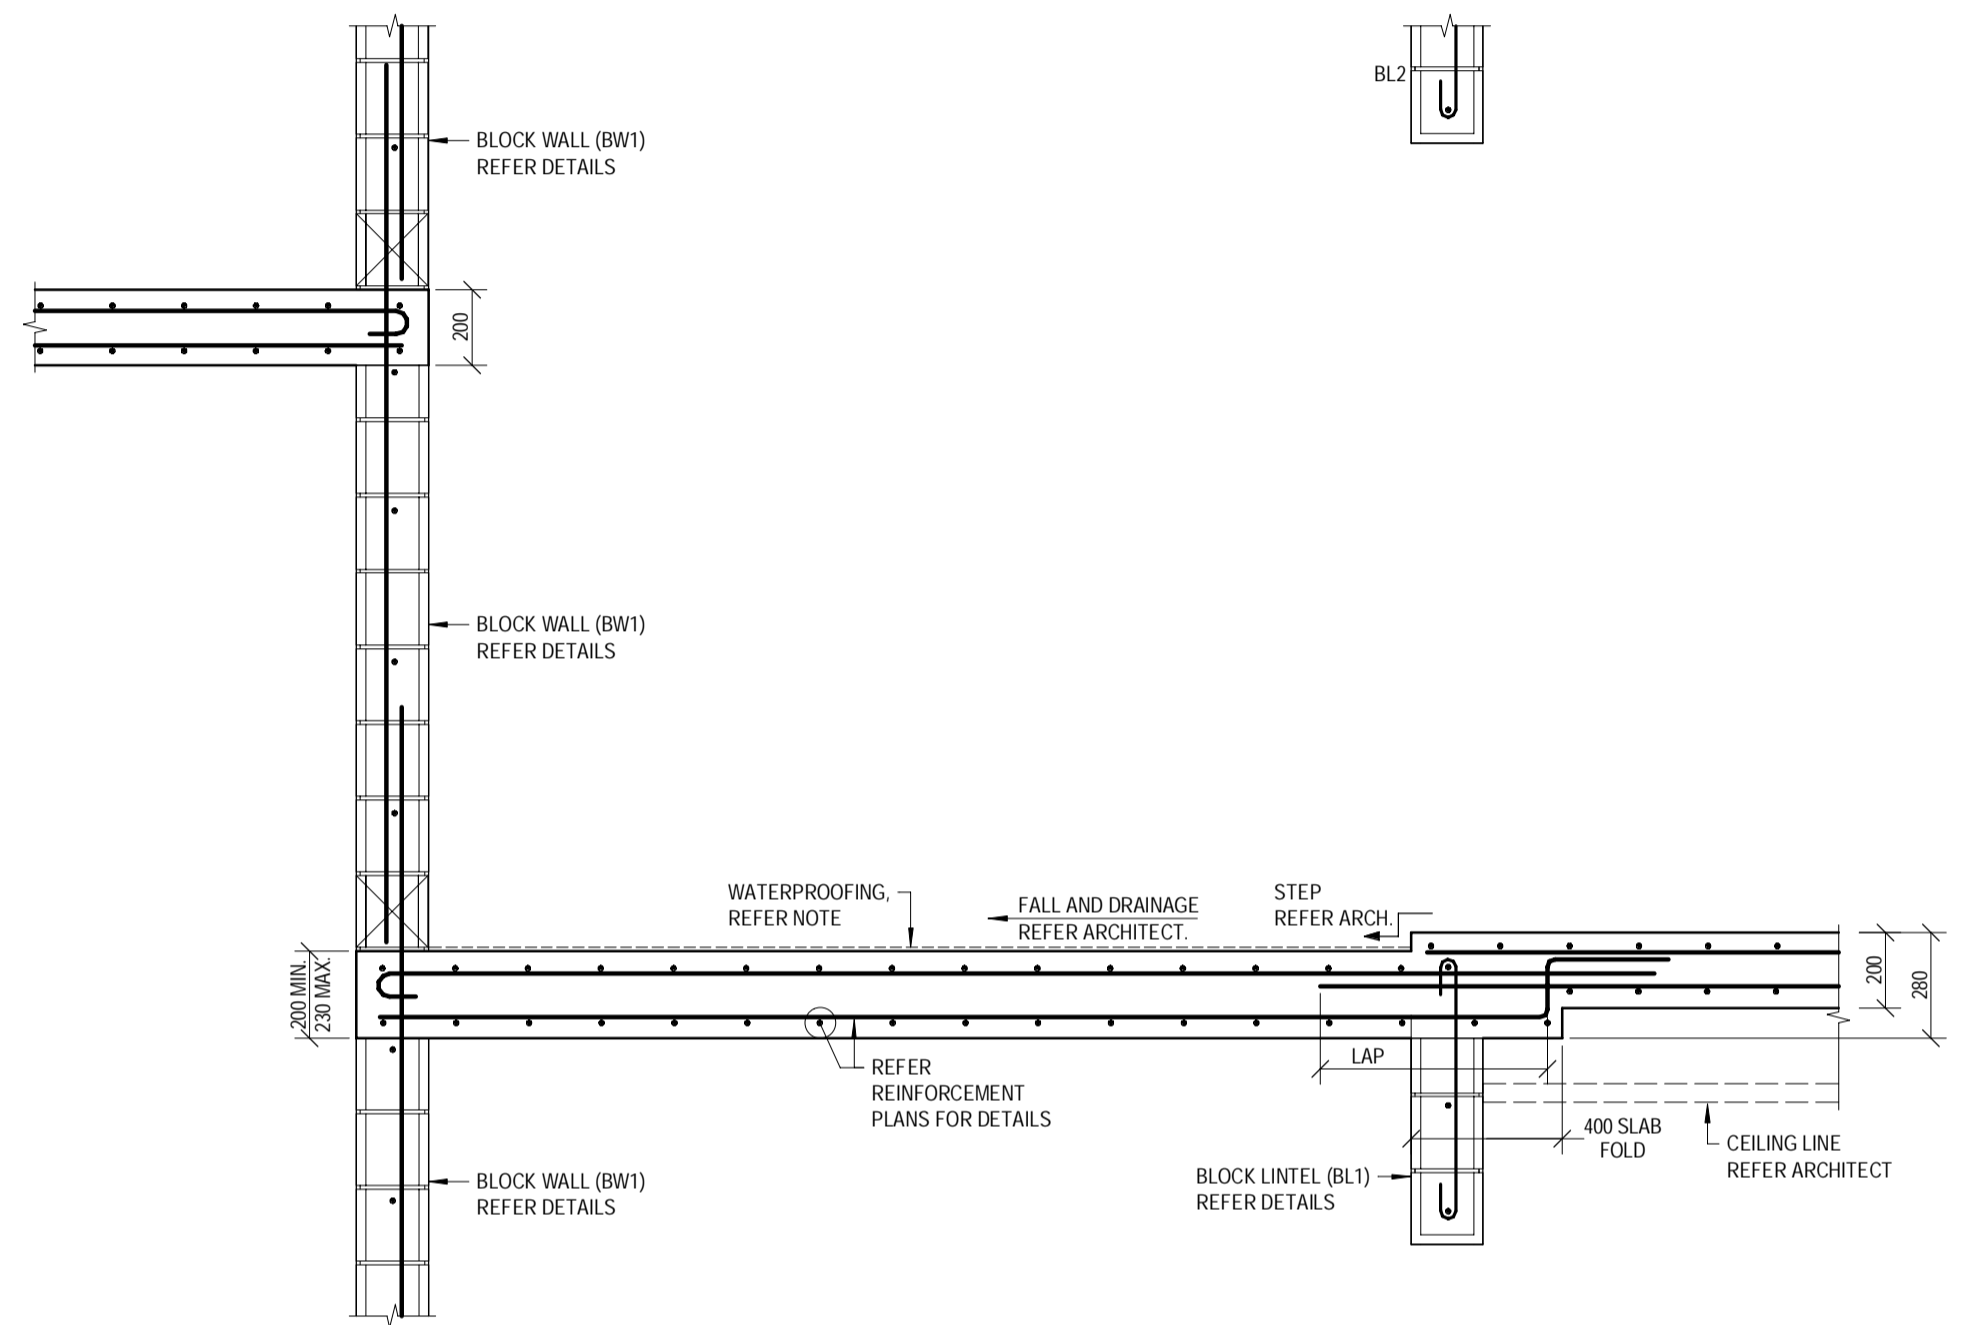 BL2
BLOCK WALL (BW1)
REFER DETAILS
200
BLOCK WALL (BW1)
REFER DETAILS
WATERPROOFING,
REFER NOTE
FALL AND DRAINAGE
REFER ARCHITECT.
STEP
REFER ARCH.
200 MIN.
230 MAX.
200
280
LAP
REFER
REINFORCEMENT
PLANS FOR DETAILS
400 SLAB
FOLD
CEILING LINE
REFER ARCHITECT
BLOCK WALL (BW1)
REFER DETAILS
BLOCK LINTEL (BL1)
REFER DETAILS